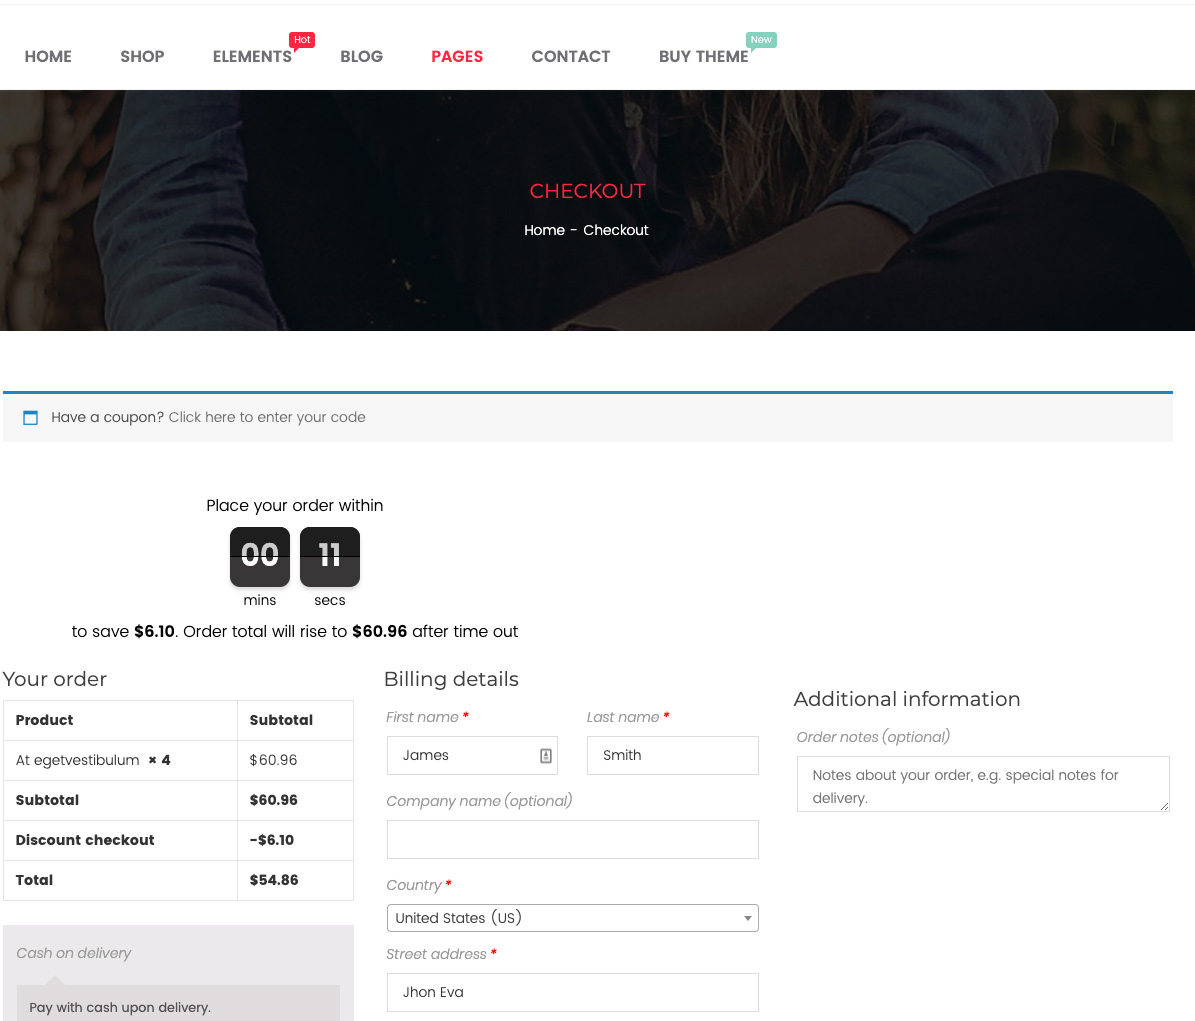 Hot
New
HOME SHOP ELEMENTS BLOG PAGES CONTACT BUY THEME
CHECKOUT
Home - Checkout
Have a coupon? Click here to enter your code
Place your order within
00 11
mins secs
to save $6.10. Order total will rise to $60.96 after time out
Your order
Product Subtotal
At egetvestibulum × 4 $60.96
Subtotal $60.96
Discount checkout -$6.10
Total $54.86
Cash on delivery
Pay with cash upon delivery.
Billing details
First name * Last name *
James Smith
Company name (optional)
Country *
United States (US)
Street address *
Jhon Eva
Additional information
Order notes (optional)
Notes about your order, e.g. special notes for
delivery.